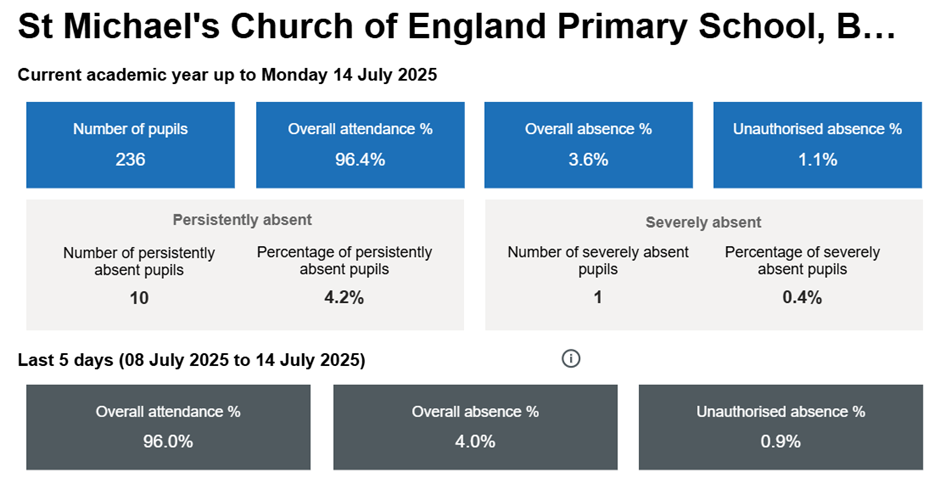 St Michael's Church of England Primary School, B...
Current academic year up to Monday 14 July 2025
Number of pupils
236
Overall attendance %
96.4%
Overall absence %
3.6%
Unauthorised absence %
1.1%
Persistently absent
Number of persistently
absent pupils
10
Percentage of persistently
absent pupils
4.2%
Severely absent
Number of severely absent
pupils
1
Percentage of severely
absent pupils
0.4%
Last 5 days (08 July 2025 to 14 July 2025)
Overall attendance %
96.0%
Overall absence %
4.0%
Unauthorised absence %
0.9%